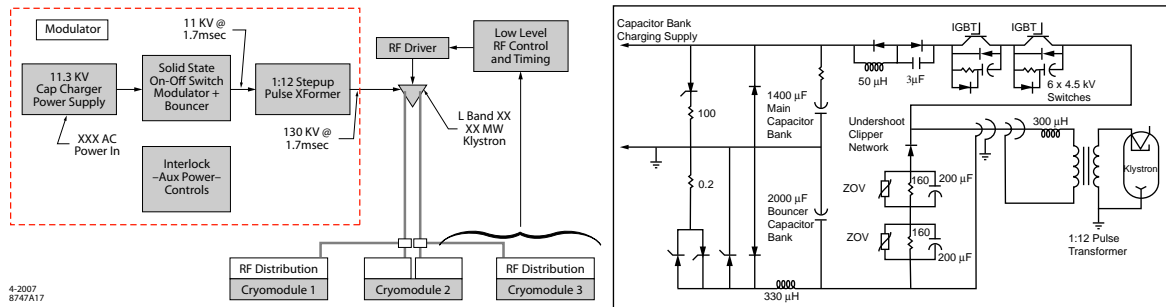 Modulator
11 KV @
1.7msec
11.3 KV
Cap Charger
Power Supply
Solid State
On-Off Switch
Modulator +
Bouncer
1:12 Stepup
Pulse XFormer
XXX AC
Power In
130 KV @
1.7msec
Interlock
–Aux Power–
Controls
RF Driver
Low Level
RF Control
and Timing
L Band XX
XX MW
Klystron
RF Distribution
Cryomodule 1
Cryomodule 2
RF Distribution
Cryomodule 3
4-2007
8747A17
Capacitor Bank
Charging Supply
IGBT
IGBT
50 µH
3µF
6 x 4.5 kV
Switches
100
1400 µF
Main
Capacitor
Bank
Undershoot
Clipper
Network
300 µH
Klystron
0.2
ZOV
160
200 µF
2000 µF
Bouncer
Capacitor
Bank
ZOV
160
200 µF
1:12 Pulse
Transformer
330 µH